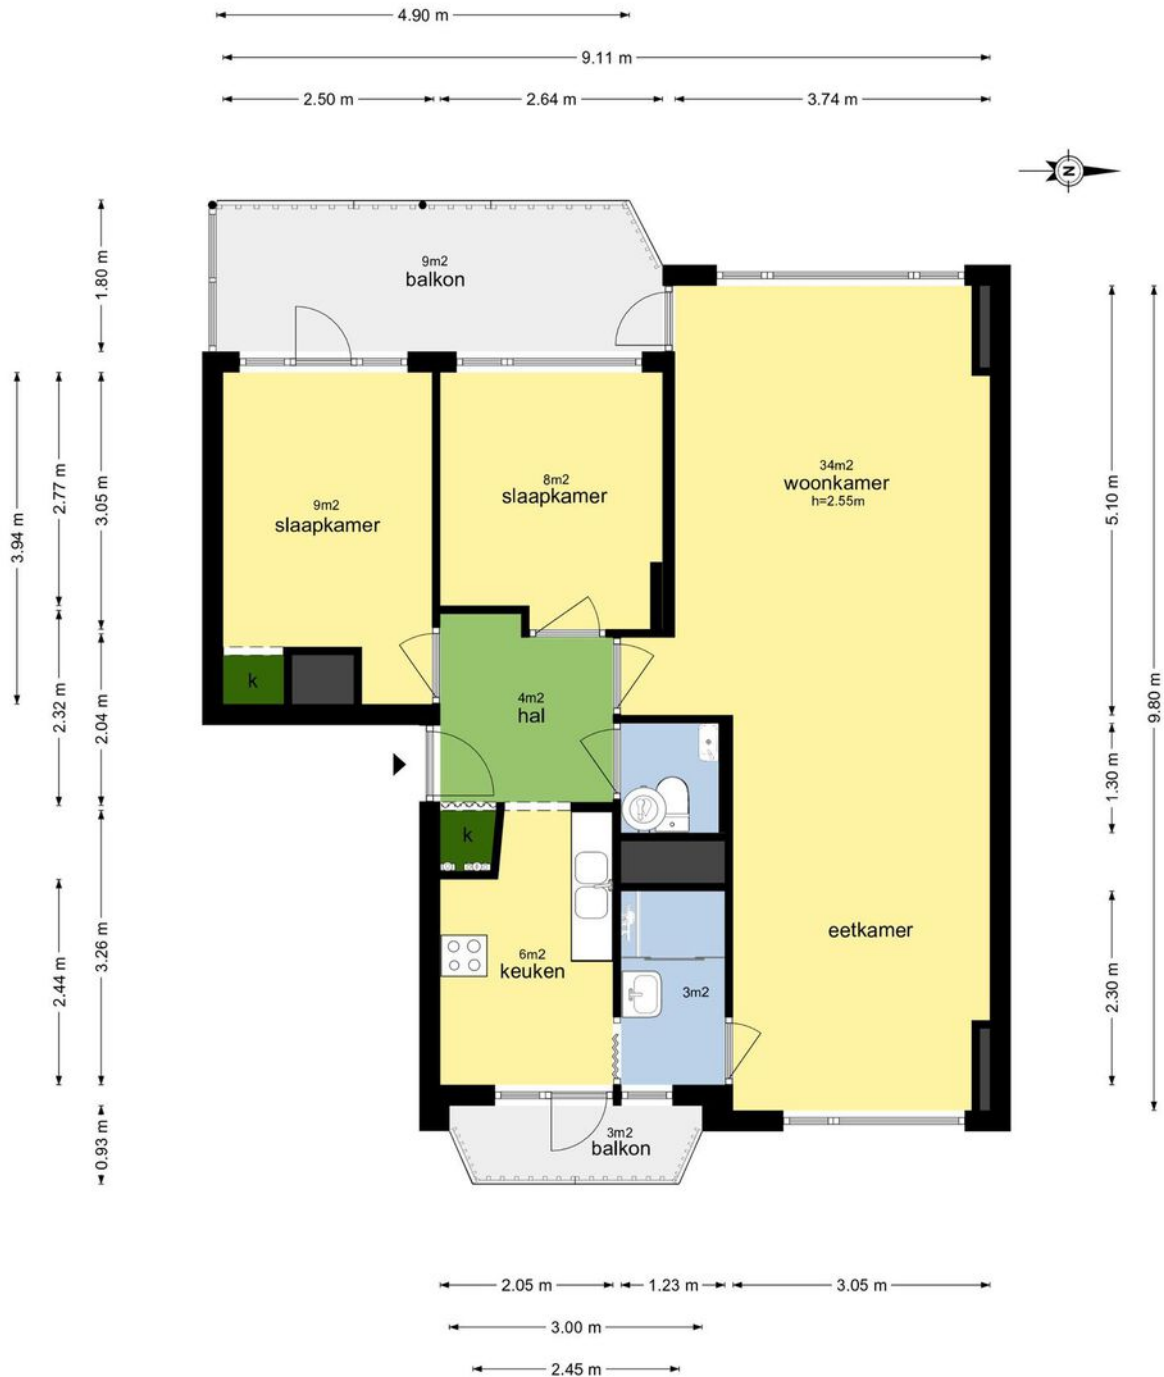 4.90 m
9.11 m
2.50 m
2.64 m
3.74 m
N
1.80 m
9m2
balkon
3.94 m
2.77 m
3.05 m
5.10 m
9.80 m
34m2
woonkamer
h=2.55m
8m2
slaapkamer
9m2
slaapkamer
k
2.32 m
2.04 m
4m2
hal
1.30 m
k
2.44 m
3.26 m
6m2
keuken
eetkamer
3m2
2.30 m
0.93 m
3m2
balkon
2.05 m
1.23 m
3.05 m
3.00 m
2.45 m